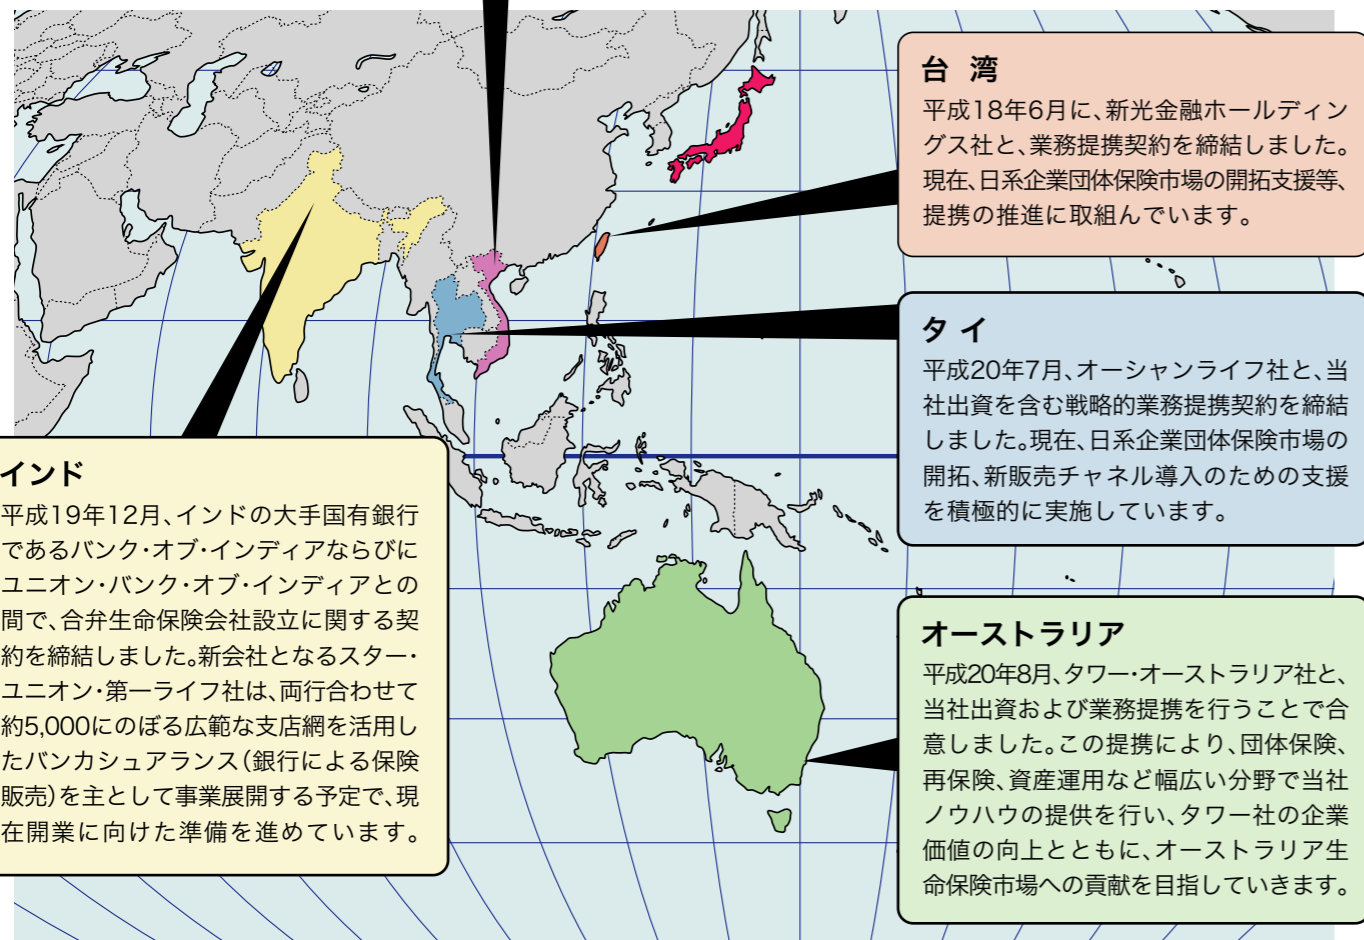 台 湾
平成18年6月に、新光金融ホールディン
グス社と、業務提携契約を締結しました。
現在、日系企業団体保険市場の開拓支援等、
提携の推進に取組んでいます。
タ イ
平成20年7月、オーシャンライフ社と、当
社出資を含む戦略的業務提携契約を締結
しました。現在、日系企業団体保険市場の
開拓、新販売チャネル導入のための支援
を積極的に実施しています。
インド
平成19年12月、インドの大手国有銀行
であるバンク・オブ・インディアならびに
ユニオン・バンク・オブ・インディアとの
間で、合弁生命保険会社設立に関する契
約を締結しました。新会社となるスター・
ユニオン・第一ライフ社は、両行合わせて
約5,000にのぼる広範な支店網を活用し
たバンカシュアランス（銀行による保険
販売）を主として事業展開する予定で、現
在開業に向けた準備を進めています。
オーストラリア
平成20年8月、タワー・オーストラリア社と、
当社出資および業務提携を行うことで合
意しました。この提携により、団体保険、
再保険、資産運用など幅広い分野で当社
ノウハウの提供を行い、タワー社の企業
価値の向上とともに、オーストラリア生
命保険市場への貢献を目指していきます。